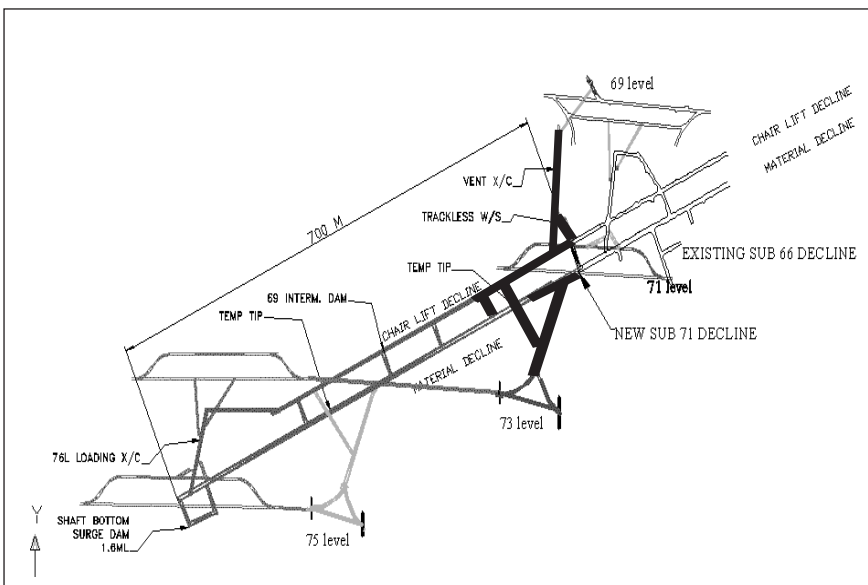 69 level
CHAIR LIFT DECLINE
MATERIAL DECLINE
VENT X/C
TRACKLESS W/S
700 M
TEMP TIP
EXISTING SUB 66 DECLINE
71 level
69 INTERM. DAM
TEMP TIP
CHAIR LIFT DECLINE
NEW SUB 71 DECLINE
MATERIAL DECLINE
73 level
76L LOADING X/C
Y
SHAFT BOTTOM
SURGE DAM
1.6ML
75 level